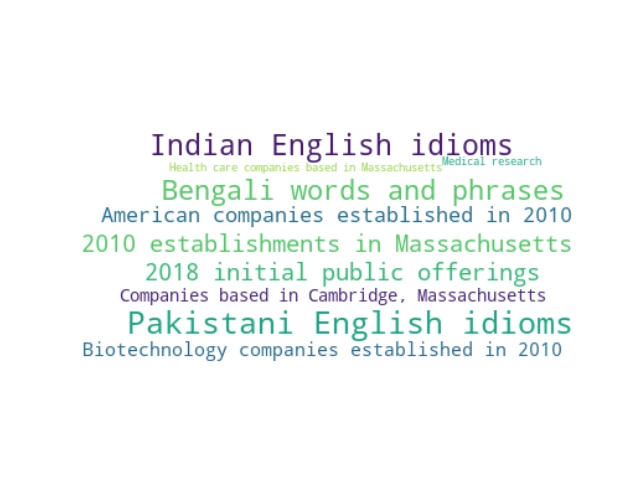 Indian English idioms
Medical research
Health care companies based in Massachusetts
Bengali words and phrases
American companies established in 2010
2010 establishments in Massachusetts
2018 initial public offerings
Companies based in Cambridge, Massachusetts
Pakistani English idioms
Biotechnology companies established in 2010